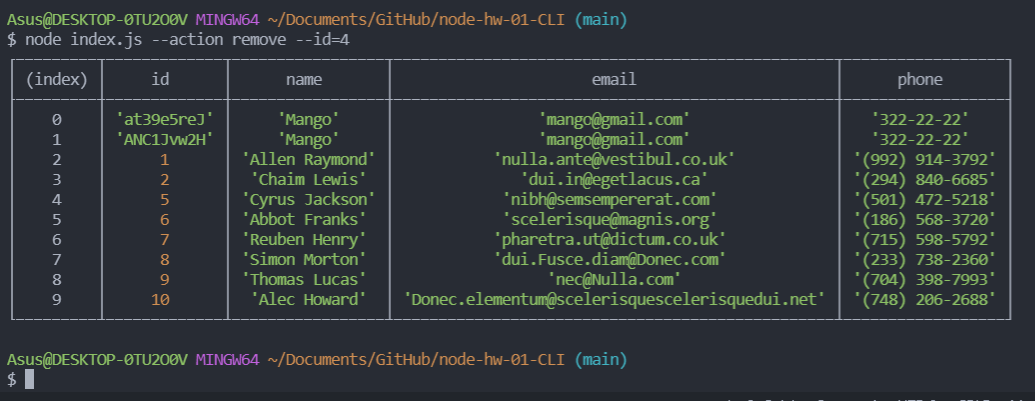 Asus@DESKTOP-0TU2O0V MINGW64 ~/Documents/GitHub/node-hw-01-CLI (main)
$ node index.js --action remove --id=4
(index) id name email phone
0 'at39e5reJ' 'Mango' 'mango@gmail.com' '322-22-22'
1 'ANC1Jvw2H' 'Mango' 'mango@gmail.com' '322-22-22'
2 1 'Allen Raymond' 'nulla.ante@vestibul.co.uk' '(992) 914-3792'
3 2 'Chaim Lewis' 'dui.in@egetlacus.ca' '(294) 840-6685'
4 5 'Cyrus Jackson' 'nibh@semsempererat.com' '(501) 472-5218'
5 6 'Abbot Franks' 'scelerisque@magnis.org' '(186) 568-3720'
6 7 'Reuben Henry' 'pharetra.ut@dictum.co.uk' '(715) 598-5792'
7 8 'Simon Morton' 'dui.Fusce.diam@Donec.com' '(233) 738-2360'
8 9 'Thomas Lucas' 'nec@Nulla.com' '(704) 398-7993'
9 10 'Alec Howard' 'Donec.elementum@scelerisquescelerisquedui.net' '(748) 206-2688'
Asus@DESKTOP-0TU2O0V MINGW64 ~/Documents/GitHub/node-hw-01-CLI (main)
$